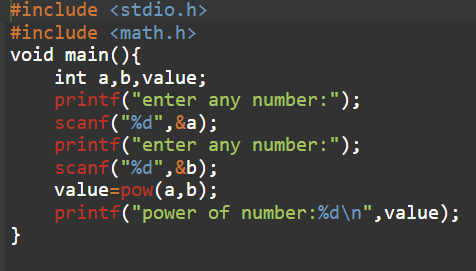 #include <stdio.h>
#include <math.h>
void main(){
    int a,b,value;
    printf("enter any number:");
    scanf("%d",&a);
    printf("enter any number:");
    scanf("%d",&b);
    value=pow(a,b);
    printf("power of number:%d\n",value);
}